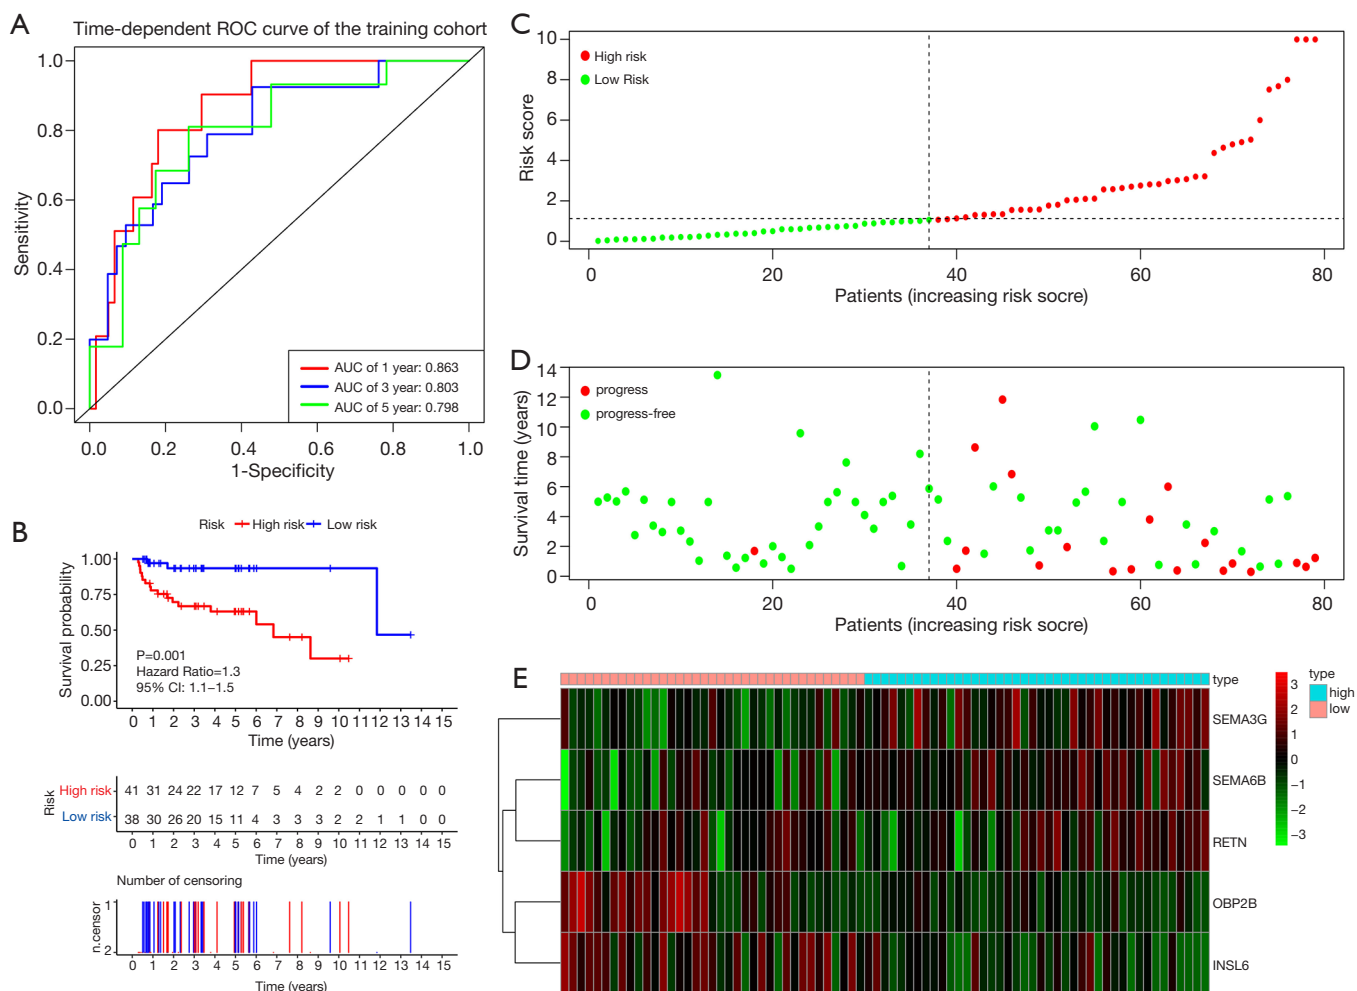 A
Time-dependent ROC curve of the training cohort
1.0
0.8
0.6
0.4
0.2
0.0
Sensitivity
AUC of 1 year: 0.863
AUC of 3 year: 0.803
AUC of 5 year: 0.798
0.0 0.2 0.4 0.6 0.8 1.0
1-Specificity
B
Risk High risk Low risk
1.00
0.75
0.50
0.25
0.00
Survival probability
P=0.001
Hazard Ratio=1.3
95% CI: 1.1–1.5
0 1 2 3 4 5 6 7 8 9 10 11 12 13 14 15
Time (years)
Risk
High risk 41 31 24 22 17 12 7 5 4 2 2 0 0 0 0 0
Low risk 38 30 26 20 15 11 4 3 3 3 2 2 1 1 0 0
0 1 2 3 4 5 6 7 8 9 10 11 12 13 14 15
Time (years)
Number of censoring
1
2
n.censor
0 1 2 3 4 5 6 7 8 9 10 11 12 13 14 15
Time (years)
C
10
8
6
4
2
0
Risk score
High risk
Low Risk
0 20 40 60 80
Patients (increasing risk socre)
D
14
12
10
8
6
4
2
0
Survival time (years)
progress
progress-free
0 20 40 60 80
Patients (increasing risk socre)
E
type
SEMA3G
SEMA6B
RETN
OBP2B
INSL6
3
2
1
0
−1
−2
−3
type
high
low